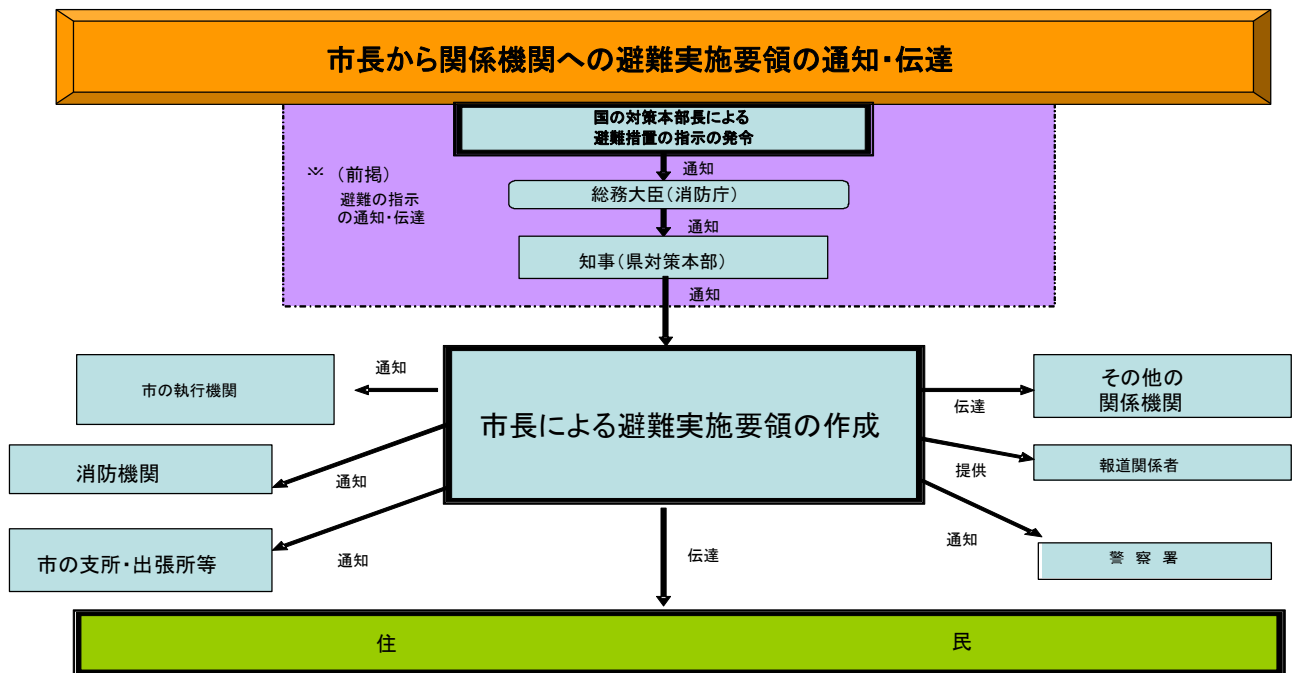 市長から関係機関への避難実施要領の通知・伝達
国の対策本部長による
避難措置の指示の発令
通知
※ (前掲)
避難の指示
の通知・伝達
総務大臣(消防庁)
通知
知事(県対策本部)
通知
市の執行機関
通知
市長による避難実施要領の作成
伝達
その他の
関係機関
消防機関
通知
提供
報道関係者
市の支所・出張所等
通知
伝達
通知
警察署
住民